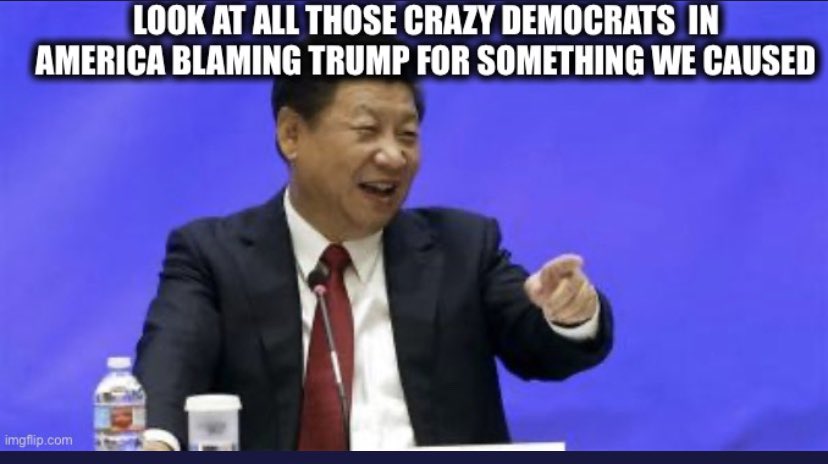 LOOK AT ALL THOSE CRAZY DEMOCRATS IN
AMERICA BLAMING TRUMP FOR SOMETHING WE CAUSED
imgflip.com